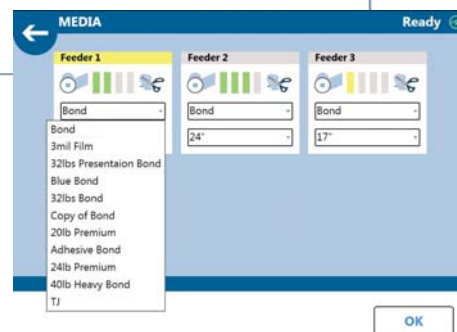 MEDIA
Ready
Feeder 1
Feeder 2
Feeder 3
Bond
Bond
Bond
24"
17"
Bond
3mil Film
32lbs Presentaion Bond
Blue Bond
32lbs Bond
Copy of Bond
20lb Premium
Adhesive Bond
24lb Premium
40lb Heavy Bond
TJ
OK